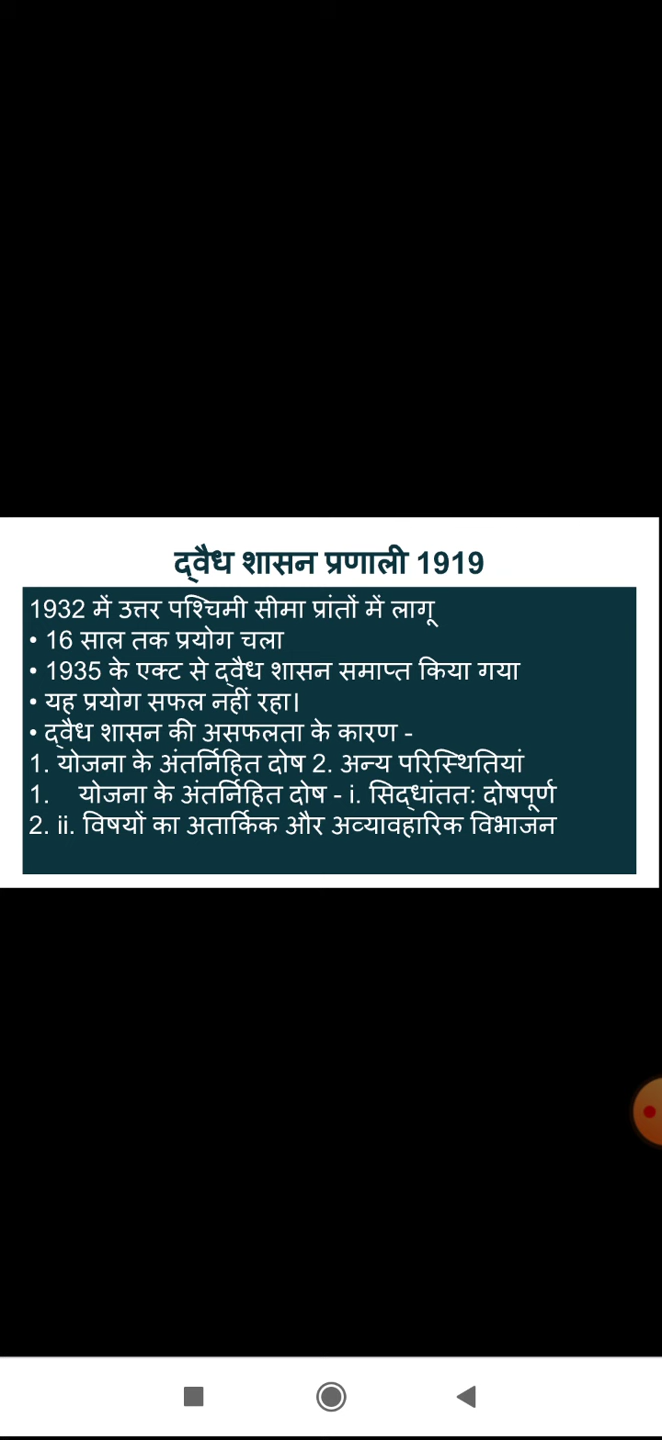 द्वैध शासन प्रणाली 1919
1932 में उत्तर पश्चिमी सीमा प्रांतों में लागू
• 16 साल तक प्रयोग चला
• 1935 के एक्ट से द्वैध शासन समाप्त किया गया
• यह प्रयोग सफल नहीं रहा।
• द्वैध शासन की असफलता के कारण -
1. योजना के अंतर्निहित दोष 2. अन्य परिस्थितियां
1. योजना के अंतर्निहित दोष - i. सिद्धांतत: दोषपूर्ण
2. ii. विषयों का अतार्किक और अव्यावहारिक विभाजन